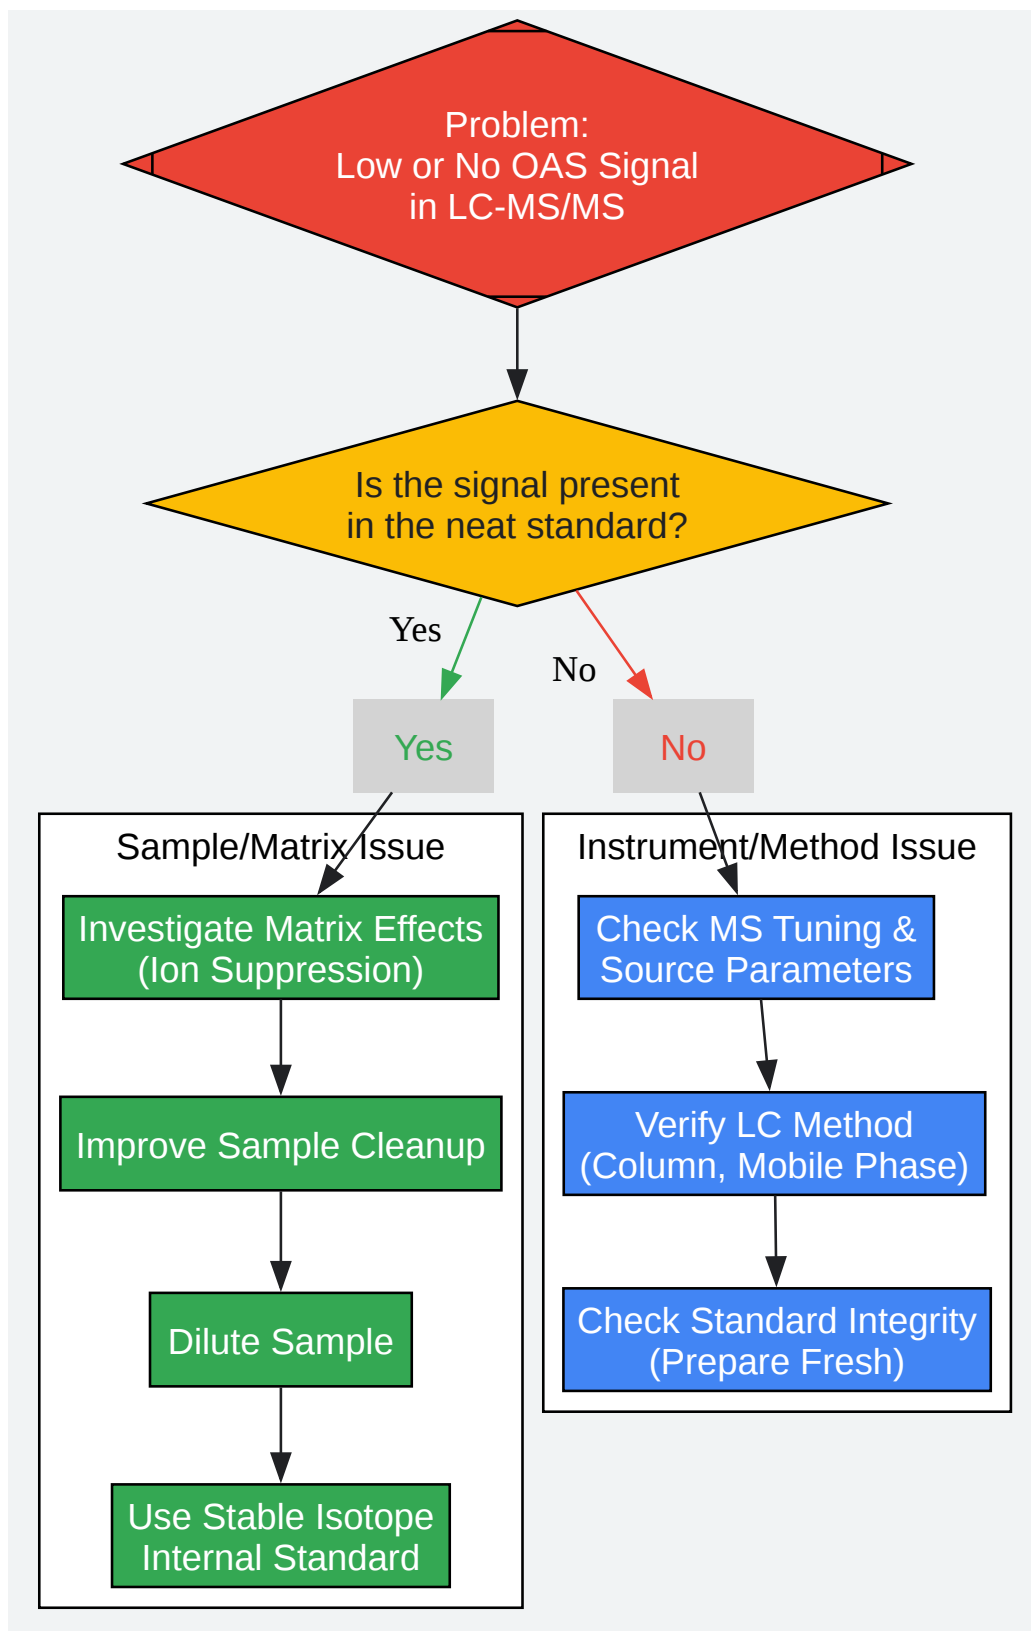 Problem:
Low or No OAS Signal
in LC-MS/MS
Is the signal present
in the neat standard?
Yes
No
Yes
No
Sample/Matrix Issue
Investigate Matrix Effects
(Ion Suppression)
Improve Sample Cleanup
Dilute Sample
Use Stable Isotope
Internal Standard
Instrument/Method Issue
Check MS Tuning &
Source Parameters
Verify LC Method
(Column, Mobile Phase)
Check Standard Integrity
(Prepare Fresh)